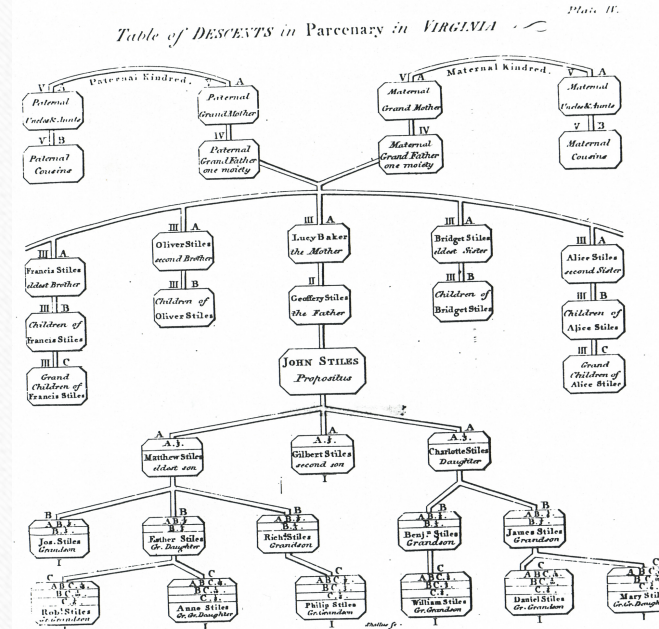 Plate IV.
Table of DESCENTS in Parcenary in VIRGINIA
Paternal Kindred.
Maternal Kindred.
V A
Paternal
Uncles & Aunts
A
Paternal
Grand Mother
V A
Maternal
Grand Mother
V A
Maternal
Uncles & Aunts
V B
Paternal
Cousins
IV
Paternal
Grand Father
one moiety
IV
Maternal
Grand Father
one moiety
V B
Maternal
Cousins
III A
Francis Stiles
eldest Brother
III A
Oliver Stiles
second Brother
III A
Lucy Baker
the Mother
III A
Bridget Stiles
eldest Sister
III A
Alice Stiles
second Sister
III B
Children of
Francis Stiles
III B
Children of
Oliver Stiles
II
Geoffery Stiles
the Father
III B
Children of
Bridget Stiles
III B
Children of
Alice Stiles
III C
Grand
Children of
Francis Stiles
JOHN STILES
Propositus
III C
Grand
Children of
Alice Stiles
A
A.
Matthew Stiles
eldest son
A
A.
Gilbert Stiles
second son
I
A
A.
Charlotte Stiles
Daughter
B
A B.
B.
Jos. Stiles
Grandson
I
B
A B.
B.
Esther Stiles
Gr. Daughter
B
A B.
B.
Richd. Stiles
Grandson
B
A B.
B.
Benjn. Stiles
Grandson
B
A B.
B.
James Stiles
Grandson
C
A B C.
B C.
C.
Robt. Stiles
Gr. Grandson
I
C
A B C.
B C.
C.
Anne Stiles
Gr. Gr. Daughter
I
C
A B C.
B C.
C.
Philip Stiles
Gr. Grandson
I
C
A B C.
B C.
C.
William Stiles
Gr. Grandson
I
C
A B C.
B C.
C.
Daniel Stiles
Gr. Grandson
I
C
A B C.
B C.
C.
Mary Stil
Gr. Gr. Daugh
I